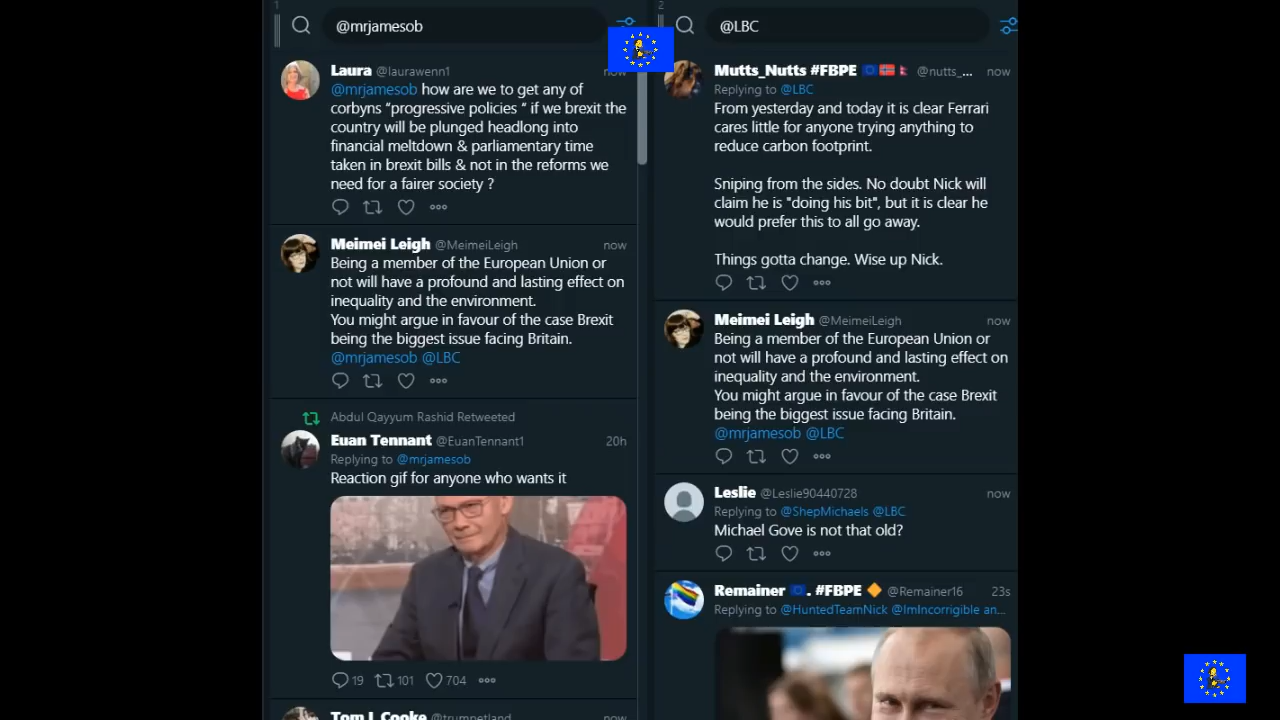 1
@mrjamesob
Laura @laurawenn1 now
@mrjamesob how are we to get any of
corbyns “progressive policies “ if we brexit the
country will be plunged headlong into
financial meltdown & parliamentary time
taken in brexit bills & not in the reforms we
need for a fairer society ?
Meimei Leigh @MeimeiLeigh now
Being a member of the European Union or
not will have a profound and lasting effect on
inequality and the environment.
You might argue in favour of the case Brexit
being the biggest issue facing Britain.
@mrjamesob @LBC
Abdul Qayyum Rashid Retweeted
Euan Tennant @EuanTennant1 20h
Replying to @mrjamesob
Reaction gif for anyone who wants it
19 101 704
Tom L Cooke @trumpetland now
2
@LBC
Mutts_Nutts #FBPE @nutts_... now
Replying to @LBC
From yesterday and today it is clear Ferrari
cares little for anyone trying anything to
reduce carbon footprint.
Sniping from the sides. No doubt Nick will
claim he is "doing his bit", but it is clear he
would prefer this to all go away.
Things gotta change. Wise up Nick.
Meimei Leigh @MeimeiLeigh now
Being a member of the European Union or
not will have a profound and lasting effect on
inequality and the environment.
You might argue in favour of the case Brexit
being the biggest issue facing Britain.
@mrjamesob @LBC
Leslie @Leslie90440728 now
Replying to @ShepMichaels @LBC
Michael Gove is not that old?
Remainer . #FBPE @Remainer16 23s
Replying to @HuntedTeamNick @ImIncorrigible an...